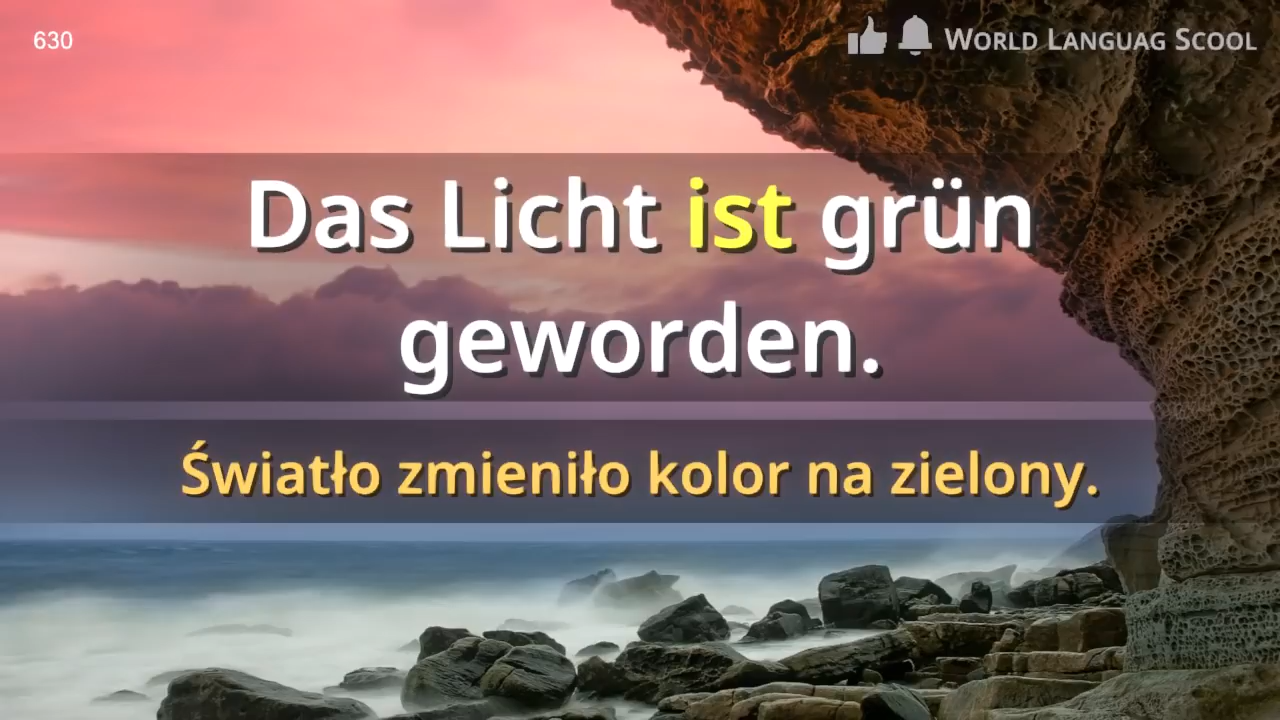 630
World Languag Scool
Das Licht ist grün
geworden.
Światło zmieniło kolor na zielony.